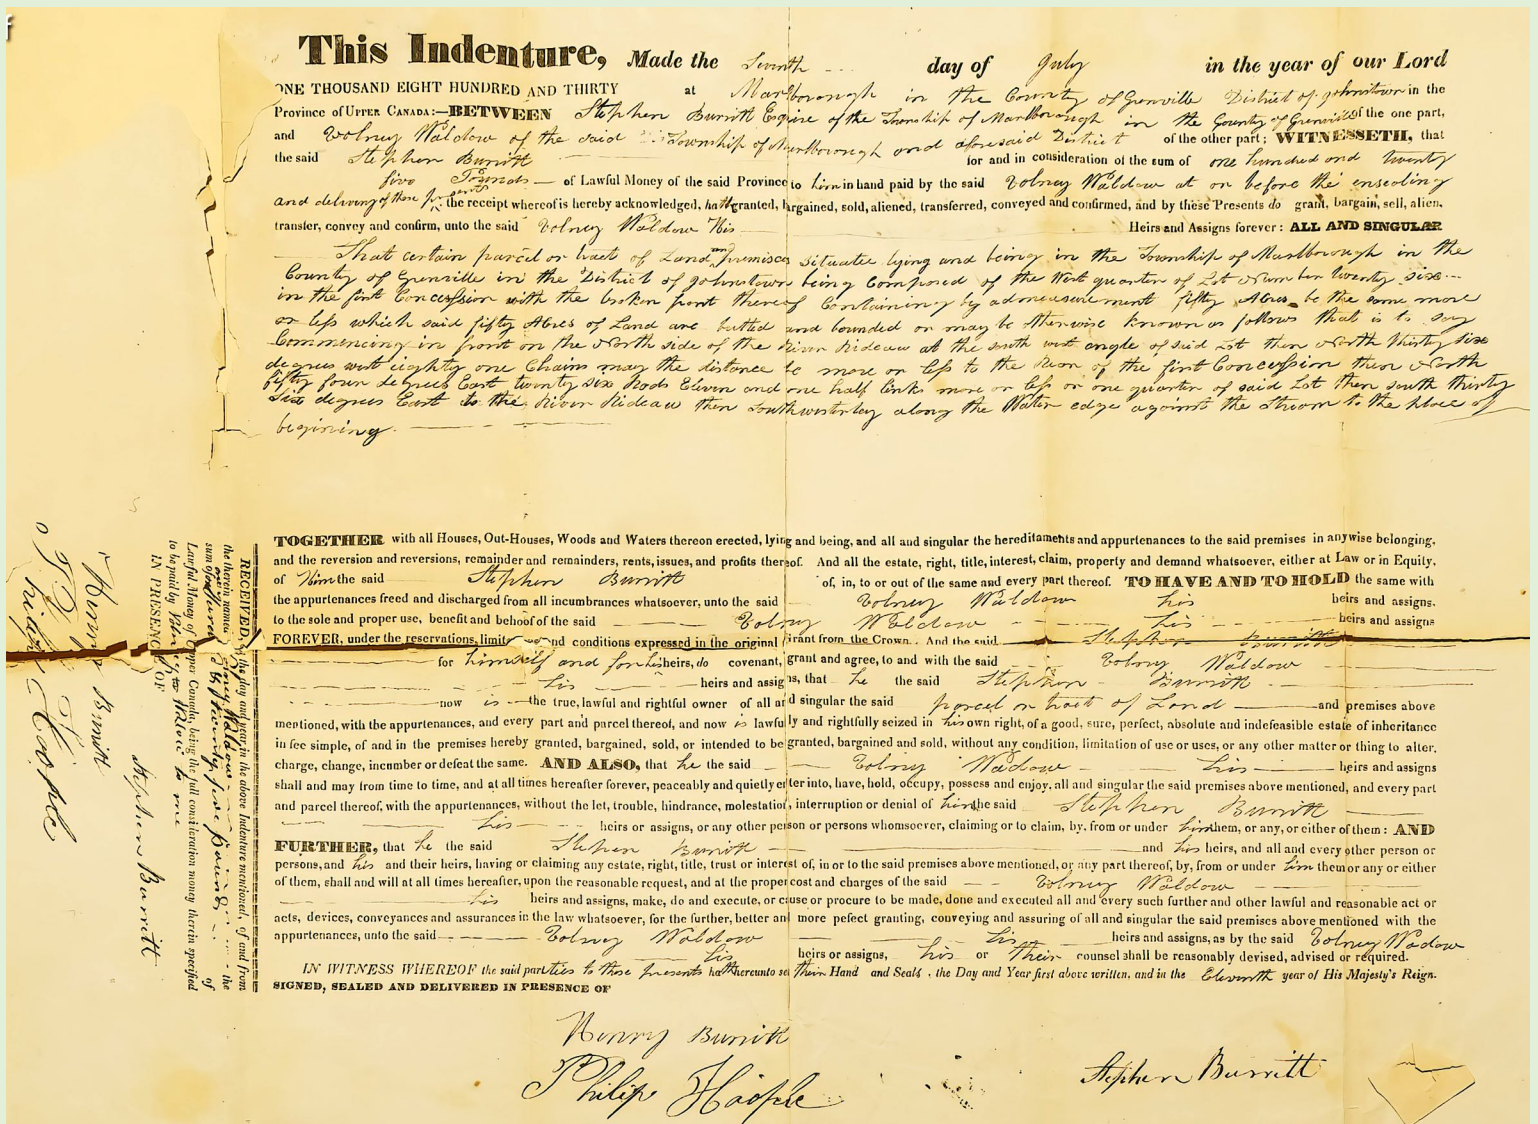 This Indenture, Made the Seventh day of July in the year of our Lord
ONE THOUSAND EIGHT HUNDRED AND THIRTY at Marlborough in the County of Grenville District of Johnstown in the
Province of UPPER CANADA:—BETWEEN Stephen Burritt Esquire of the Township of Marlborough in the County of Grenville of the one part,
and Volney Waldow of the said Township of Marlborough and aforesaid District of the other part; WITNESSETH, that
the said Stephen Burritt for and in consideration of the sum of one hundred and twenty
five Pounds — of Lawful Money of the said Province to him in hand paid by the said Volney Waldow at or before the ensealing
and delivery of these presents the receipt whereof is hereby acknowledged, hath granted, bargained, sold, aliened, transferred, conveyed and confirmed, and by these Presents do grant, bargain, sell, alien,
transfer, convey and confirm, unto the said Volney Waldow His Heirs and Assigns forever: ALL AND SINGULAR
That certain parcel or tract of Land and premises situate lying and being in the Township of Marlborough in the
County of Grenville in the District of Johnstown being Composed of the West quarter of Lot Number twenty six
in the first Concession with the broken front thereof Containing by admeasurement fifty Acres be the same more
or less which said fifty Acres of Land are butted and bounded or may be otherwise known as follows that is to say
Commencing in front on the North side of the River Rideau at the south west angle of said Lot then North thirty six
degrees west eighty one Chains may the distance be more or less to the Rear of the first Concession then North
fifty four degrees East twenty six Rods Eleven and one half links more or less or one quarter of said Lot then south thirty
Six degrees East to the River Rideau then Southwesterley along the Water edge against the Stream to the place of
begining.
TOGETHER with all Houses, Out-Houses, Woods and Waters thereon erected, lying and being, and all and singular the hereditaments and appurtenances to the said premises in anywise belonging,
and the reversion and reversions, remainder and remainders, rents, issues, and profits thereof. And all the estate, right, title, interest, claim, property and demand whatsoever, either at Law or in Equity,
of Him the said Stephen Burritt of, in, to or out of the same and every part thereof. TO HAVE AND TO HOLD the same with
the appurtenances freed and discharged from all incumbrances whatsoever, unto the said Volney Waldow his heirs and assigns,
to the sole and proper use, benefit and behoof of the said Volney Waldow his heirs and assigns
FOREVER, under the reservations, and conditions expressed in the original Grant from the Crown. And the said Stephen Burritt
for himself and for his heirs, do covenant, grant and agree, to and with the said Volney Waldow
his heirs and assigns, that he the said Stephen Burritt
now is the true, lawful and rightful owner of all and singular the said parcel or tract of Land and premises above
mentioned, with the appurtenances, and every part and parcel thereof, and now is lawfully and rightfully seized in his own right, of a good, sure, perfect, absolute and indefeasible estate of inheritance
in fee simple, of and in the premises hereby granted, bargained, sold, or intended to be granted, bargained and sold, without any condition, limitation of use or uses, or any other matter or thing to alter,
charge, change, incumber or defeat the same. AND ALSO, that he the said Volney Waldow his heirs and assigns
shall and may from time to time, and at all times hereafter forever, peaceably and quietly enter into, have, hold, occupy, possess and enjoy, all and singular the said premises above mentioned, and every part
and parcel thereof, with the appurtenances, without the let, trouble, hindrance, molestation, interruption or denial of him the said Stephen Burritt
his heirs or assigns, or any other person or persons whomsoever, claiming or to claim, by, from or under him them, or any, or either of them: AND
FURTHER, that he the said Stephen Burritt and his heirs, and all and every other person or
persons, and his and their heirs, having or claiming any estate, right, title, trust or interest of, in or to the said premises above mentioned, or any part thereof, by, from or under him them or any or either
of them, shall and will at all times hereafter, upon the reasonable request, and at the proper cost and charges of the said Volney Waldow
his heirs and assigns, make, do and execute, or cause or procure to be made, done and executed all and every such further and other lawful and reasonable act or
acts, devices, conveyances and assurances in the law whatsoever, for the further, better and more pefect granting, conveying and assuring of all and singular the said premises above mentioned with the
appurtenances, unto the said Volney Waldow his heirs and assigns, as by the said Volney Wadow
his heirs or assigns, his or their counsel shall be reasonably devised, advised or required.
IN WITNESS WHEREOF the said parties to these presents hath hereunto set their Hand and Seals, the Day and Year first above written, and in the Eleventh year of His Majesty's Reign.
SIGNED, SEALED AND DELIVERED IN PRESENCE OF
Henry Burritt
Philip Hoople
Stephen Burritt
RECEIVED, the day and year in the above Indenture mentioned, of and from
the therein named Volney Waldow the
sum of one hundred & twenty five pounds of
Lawful Money of Upper Canada, being the full consideration money therein specified
to be paid by Volney Waldow to me
IN PRESENCE OF
Stephen Burritt
Henry Burritt
Philip Hoople